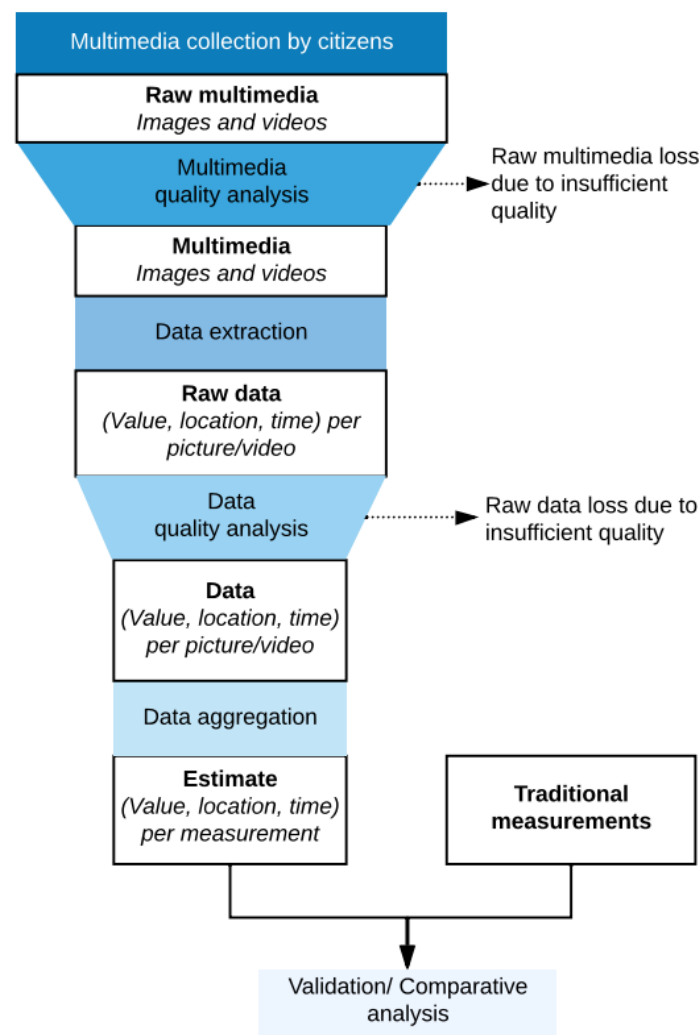 Multimedia collection by citizens
Raw multimedia
Images and videos
Multimedia
quality analysis
Raw multimedia loss
due to insufficient
quality
Multimedia
Images and videos
Data extraction
Raw data
(Value, location, time) per
picture/video
Data
quality analysis
Raw data loss due to
insufficient quality
Data
(Value, location, time)
per picture/video
Data aggregation
Estimate
(Value, location, time)
per measurement
Traditional
measurements
Validation/ Comparative
analysis